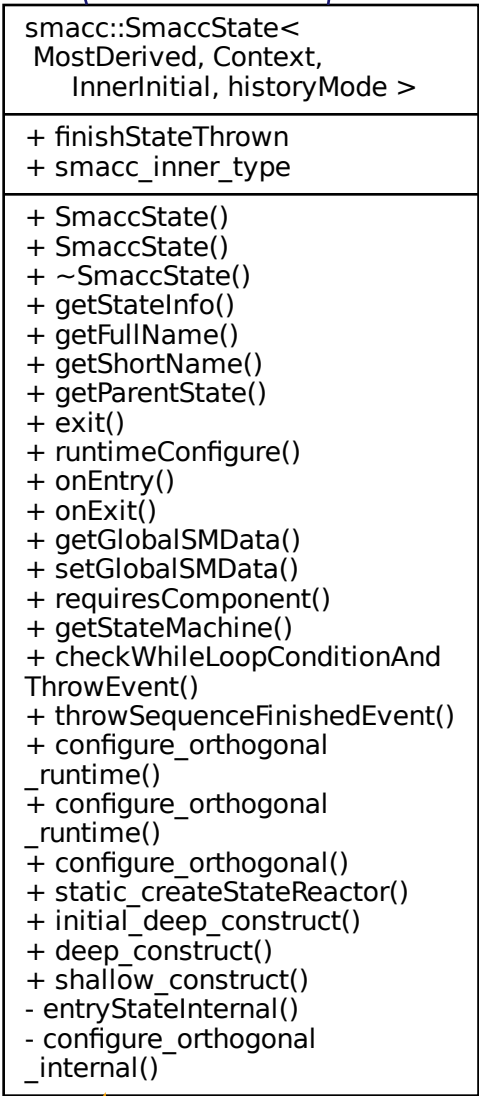 smacc::SmaccState<
MostDerived, Context,
InnerInitial, historyMode >
+ finishStateThrown
+ smacc_inner_type
+ SmaccState()
+ SmaccState()
+ ~SmaccState()
+ getStateInfo()
+ getFullName()
+ getShortName()
+ getParentState()
+ exit()
+ runtimeConfigure()
+ onEntry()
+ onExit()
+ getGlobalSMData()
+ setGlobalSMData()
+ requiresComponent()
+ getStateMachine()
+ checkWhileLoopConditionAnd
ThrowEvent()
+ throwSequenceFinishedEvent()
+ configure_orthogonal
_runtime()
+ configure_orthogonal
_runtime()
+ configure_orthogonal()
+ static_createStateReactor()
+ initial_deep_construct()
+ deep_construct()
+ shallow_construct()
- entryStateInternal()
- configure_orthogonal
_internal()